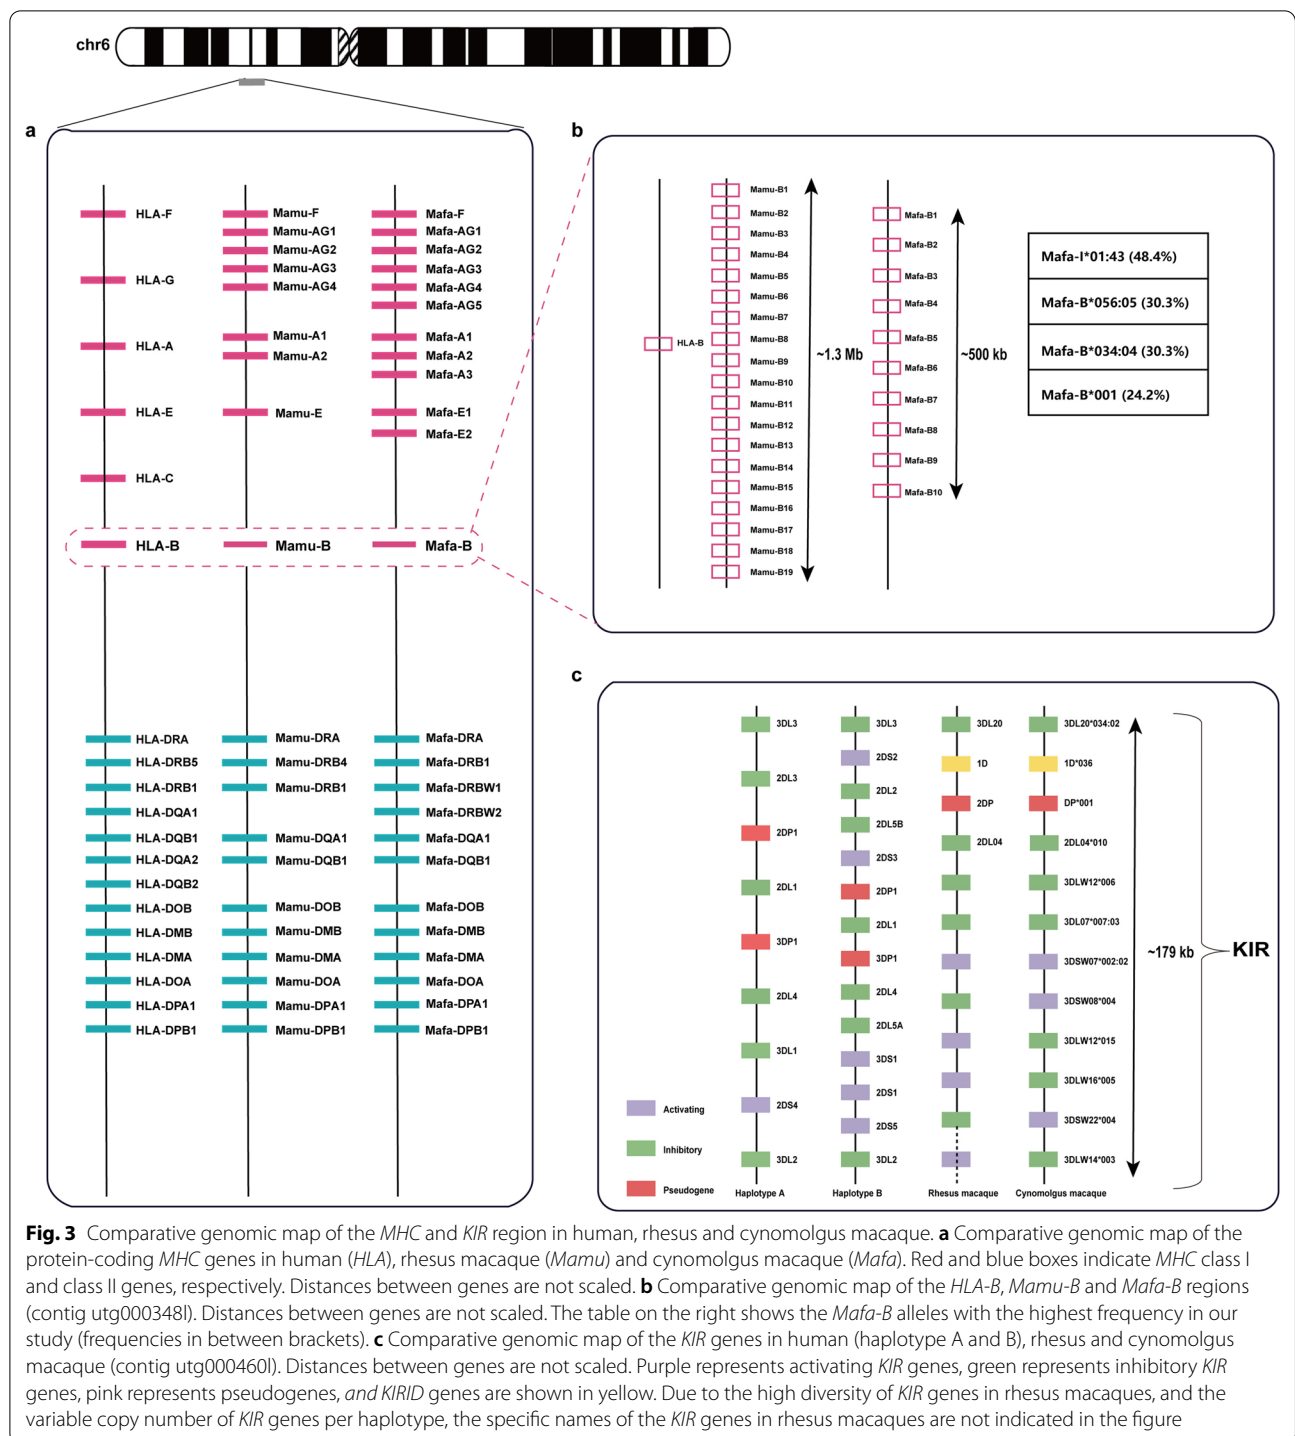 chr6
a
HLA-F
HLA-G
HLA-A
HLA-E
HLA-C
HLA-B
HLA-DRA
HLA-DRB5
HLA-DRB1
HLA-DQA1
HLA-DQB1
HLA-DQA2
HLA-DQB2
HLA-DOB
HLA-DMB
HLA-DMA
HLA-DOA
HLA-DPA1
HLA-DPB1
Mamu-F
Mamu-AG1
Mamu-AG2
Mamu-AG3
Mamu-AG4
Mamu-A1
Mamu-A2
Mamu-E
Mamu-B
Mamu-DRA
Mamu-DRB4
Mamu-DRB1
Mamu-DQA1
Mamu-DQB1
Mamu-DOB
Mamu-DMB
Mamu-DMA
Mamu-DOA
Mamu-DPA1
Mamu-DPB1
Mafa-F
Mafa-AG1
Mafa-AG2
Mafa-AG3
Mafa-AG4
Mafa-AG5
Mafa-A1
Mafa-A2
Mafa-A3
Mafa-E1
Mafa-E2
Mafa-B
Mafa-DRA
Mafa-DRB1
Mafa-DRBW1
Mafa-DRBW2
Mafa-DQA1
Mafa-DQB1
Mafa-DOB
Mafa-DMB
Mafa-DMA
Mafa-DOA
Mafa-DPA1
Mafa-DPB1
b
HLA-B
Mamu-B1
Mamu-B2
Mamu-B3
Mamu-B4
Mamu-B5
Mamu-B6
Mamu-B7
Mamu-B8
Mamu-B9
Mamu-B10
Mamu-B11
Mamu-B12
Mamu-B13
Mamu-B14
Mamu-B15
Mamu-B16
Mamu-B17
Mamu-B18
Mamu-B19
~1.3 Mb
Mafa-B1
Mafa-B2
Mafa-B3
Mafa-B4
Mafa-B5
Mafa-B6
Mafa-B7
Mafa-B8
Mafa-B9
Mafa-B10
~500 kb
Mafa-I*01:43 (48.4%)
Mafa-B*056:05 (30.3%)
Mafa-B*034:04 (30.3%)
Mafa-B*001 (24.2%)
c
Activating
Inhibitory
Pseudogene
3DL3
2DL3
2DP1
2DL1
3DP1
2DL4
3DL1
2DS4
3DL2
Haplotype A
3DL3
2DS2
2DL2
2DL5B
2DS3
2DP1
2DL1
3DP1
2DL4
2DL5A
3DS1
2DS1
2DS5
3DL2
Haplotype B
3DL20
1D
2DP
2DL04
Rhesus macaque
3DL20*034:02
1D*036
DP*001
2DL04*010
3DLW12*006
3DL07*007:03
3DSW07*002:02
3DSW08*004
3DLW12*015
3DLW16*005
3DSW22*004
3DLW14*003
Cynomolgus macaque
~179 kb
KIR
Fig. 3 Comparative genomic map of the MHC and KIR region in human, rhesus and cynomolgus macaque. a Comparative genomic map of the
protein-coding MHC genes in human (HLA), rhesus macaque (Mamu) and cynomolgus macaque (Mafa). Red and blue boxes indicate MHC class I
and class II genes, respectively. Distances between genes are not scaled. b Comparative genomic map of the HLA-B, Mamu-B and Mafa-B regions
(contig utg000348l). Distances between genes are not scaled. The table on the right shows the Mafa-B alleles with the highest frequency in our
study (frequencies in between brackets). c Comparative genomic map of the KIR genes in human (haplotype A and B), rhesus and cynomolgus
macaque (contig utg000460l). Distances between genes are not scaled. Purple represents activating KIR genes, green represents inhibitory KIR
genes, pink represents pseudogenes, and KIRID genes are shown in yellow. Due to the high diversity of KIR genes in rhesus macaques, and the
variable copy number of KIR genes per haplotype, the specific names of the KIR genes in rhesus macaques are not indicated in the figure